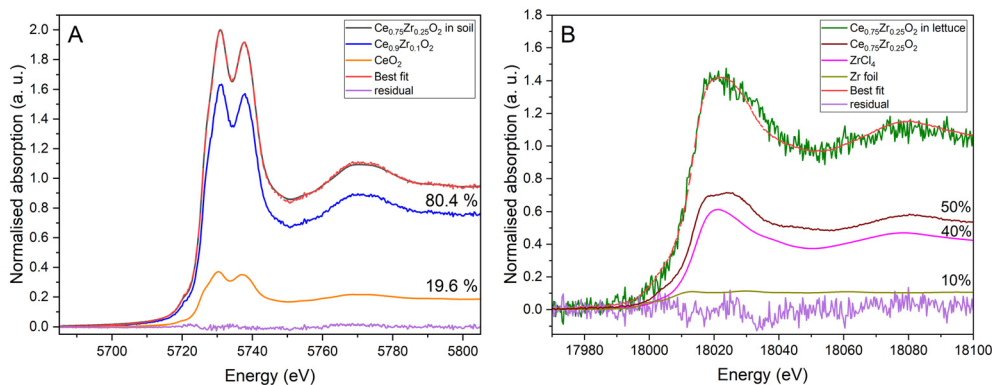 A
Ce0.75Zr0.25O2 in soil
Ce0.9Zr0.1O2
CeO2
Best fit
residual
80.4 %
19.6 %
Normalised absorption (a. u.)
2.0
1.8
1.6
1.4
1.2
1.0
0.8
0.6
0.4
0.2
0.0
5700
5720
5740
5760
5780
5800
Energy (eV)
B
Ce0.75Zr0.25O2 in lettuce
Ce0.75Zr0.25O2
ZrCl4
Zr foil
Best fit
residual
50%
40%
10%
Normalised absorption (a. u.)
1.8
1.6
1.4
1.2
1.0
0.8
0.6
0.4
0.2
0.0
17980
18000
18020
18040
18060
18080
18100
Energy (eV)